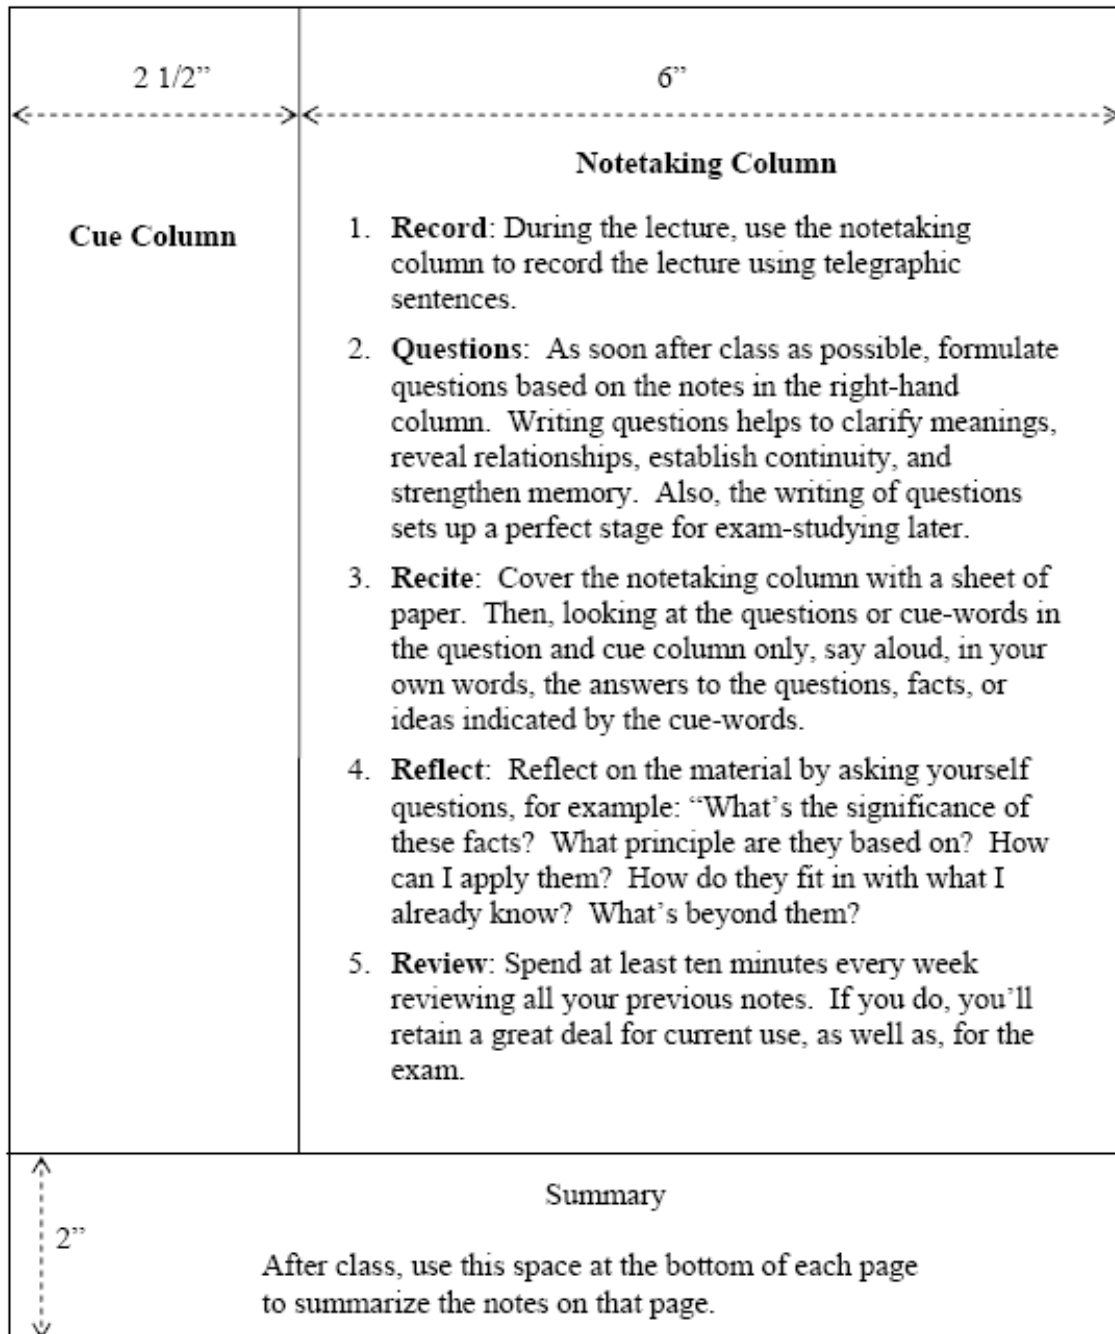 2 1/2”
6”
Notetaking Column
Cue Column
1. Record: During the lecture, use the notetaking
column to record the lecture using telegraphic
sentences.
2. Questions: As soon after class as possible, formulate
questions based on the notes in the right-hand
column. Writing questions helps to clarify meanings,
reveal relationships, establish continuity, and
strengthen memory. Also, the writing of questions
sets up a perfect stage for exam-studying later.
3. Recite: Cover the notetaking column with a sheet of
paper. Then, looking at the questions or cue-words in
the question and cue column only, say aloud, in your
own words, the answers to the questions, facts, or
ideas indicated by the cue-words.
4. Reflect: Reflect on the material by asking yourself
questions, for example: “What’s the significance of
these facts? What principle are they based on? How
can I apply them? How do they fit in with what I
already know? What’s beyond them?
5. Review: Spend at least ten minutes every week
reviewing all your previous notes. If you do, you’ll
retain a great deal for current use, as well as, for the
exam.
Summary
2”
After class, use this space at the bottom of each page
to summarize the notes on that page.